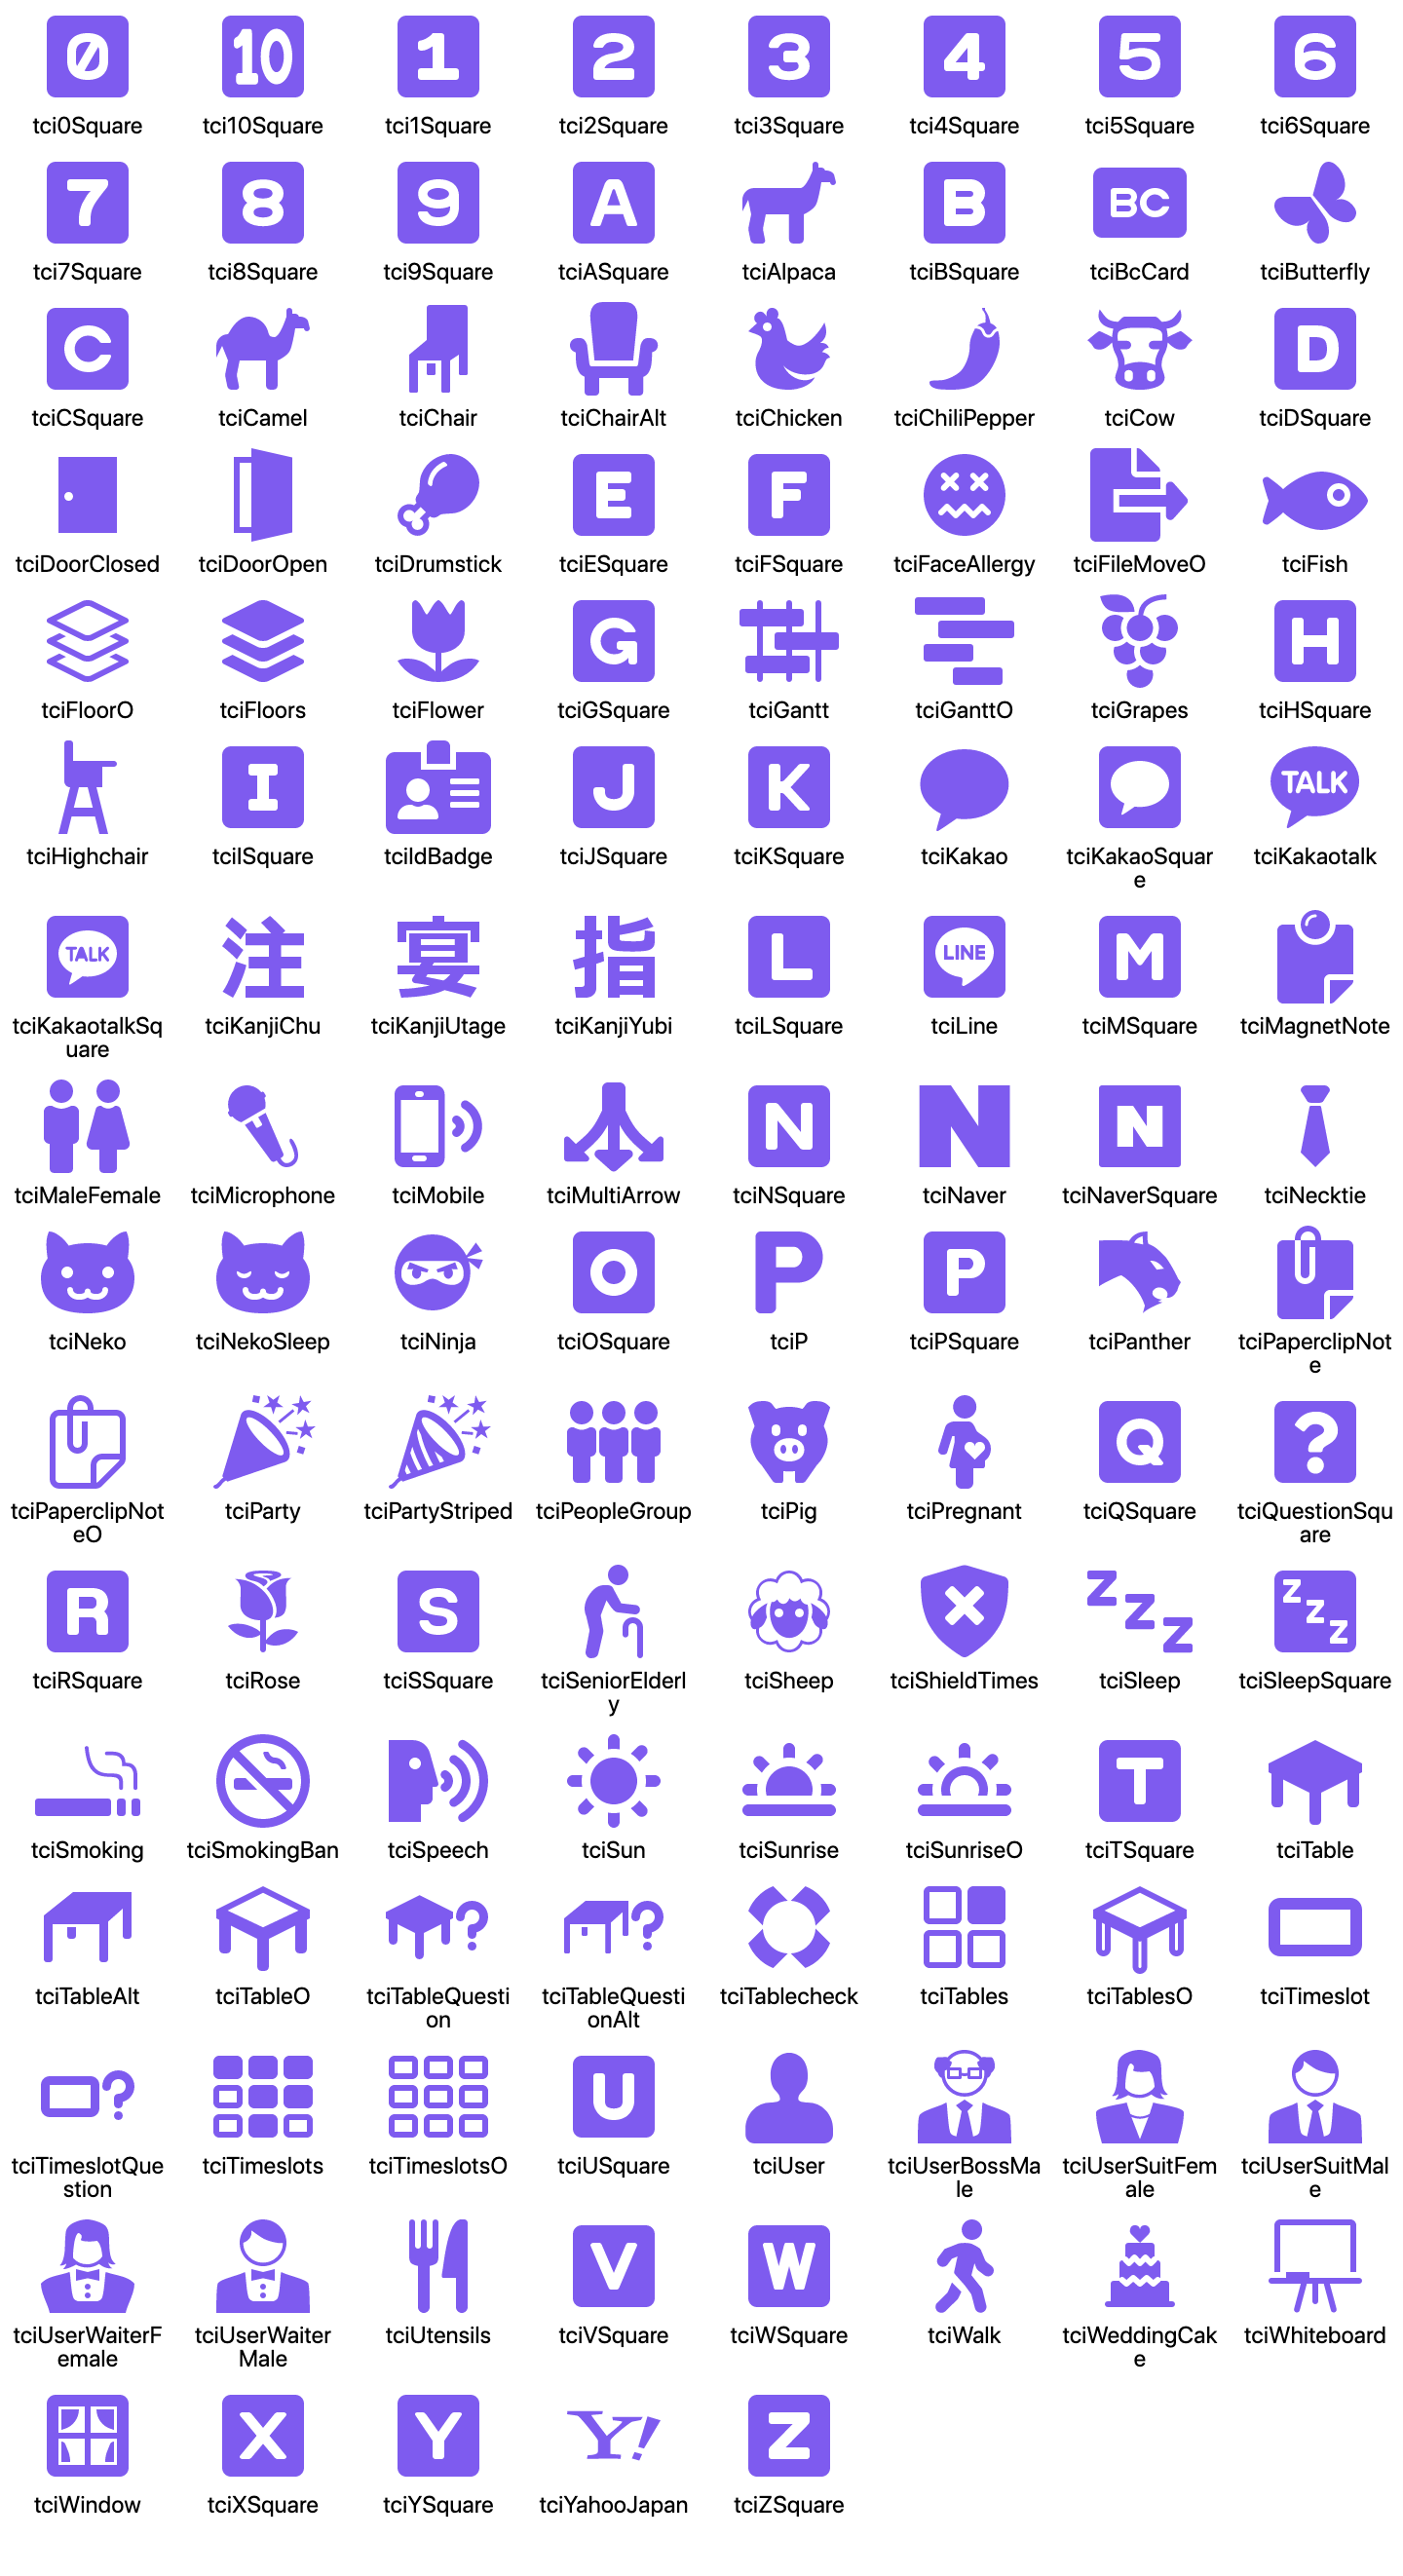 0 10 1 2 3 4 5 6
tci0Square tci10Square tci1Square tci2Square tci3Square tci4Square tci5Square tci6Square
7 8 9 A B BC
tci7Square tci8Square tci9Square tciASquare tciAlpaca tciBSquare tciBcCard tciButterfly
C D
tciCSquare tciCamel tciChair tciChairAlt tciChicken tciChiliPepper tciCow tciDSquare
E F
tciDoorClosed tciDoorOpen tciDrumstick tciESquare tciFSquare tciFaceAllergy tciFileMoveO tciFish
G H
tciFloorO tciFloors tciFlower tciGSquare tciGantt tciGanttO tciGrapes tciHSquare
I J K TALK
tciHighchair tciISquare tciIdBadge tciJSquare tciKSquare tciKakao tciKakaoSquar tciKakaotalk
e
TALK 注 宴 指 L LINE M
tciKakaotalkSq tciKanjiChu tciKanjiUtage tciKanjiYubi tciLSquare tciLine tciMSquare tciMagnetNote
uare
N N N
tciMaleFemale tciMicrophone tciMobile tciMultiArrow tciNSquare tciNaver tciNaverSquare tciNecktie
O P P
tciNeko tciNekoSleep tciNinja tciOSquare tciP tciPSquare tciPanther tciPaperclipNot
e
Q ?
tciPaperclipNot tciParty tciPartyStriped tciPeopleGroup tciPig tciPregnant tciQSquare tciQuestionSqu
eO are
R S z z z z z z
tciRSquare tciRose tciSSquare tciSeniorElderl tciSheep tciShieldTimes tciSleep tciSleepSquare
y
T
tciSmoking tciSmokingBan tciSpeech tciSun tciSunrise tciSunriseO tciTSquare tciTable
? ?
tciTableAlt tciTableO tciTableQuesti tciTableQuesti tciTablecheck tciTables tciTablesO tciTimeslot
on onAlt
? U
tciTimeslotQue tciTimeslots tciTimeslotsO tciUSquare tciUser tciUserBossMa tciUserSuitFem tciUserSuitMal
stion le ale e
V W
tciUserWaiterF tciUserWaiter tciUtensils tciVSquare tciWSquare tciWalk tciWeddingCak tciWhiteboard
emale Male e
X Y Y! Z
tciWindow tciXSquare tciYSquare tciYahooJapan tciZSquare